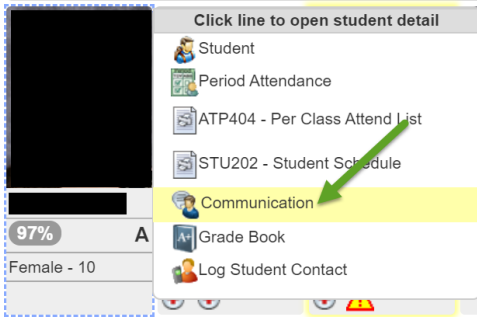 Click line to open student detail
Student
Period Attendance
ATP404 - Per Class Attend List
STU202 - Student Schedule
Communication
97% A
Grade Book
A+
Female - 10
Log Student Contact